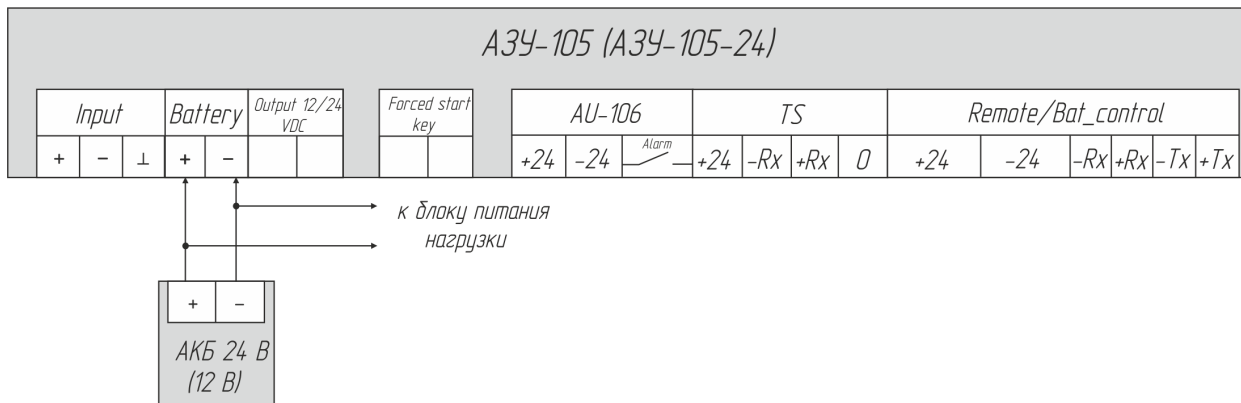 АЗУ-105 (АЗУ-105-24)
Input Battery Output 12/24 VDC Forced start key AU-106 TS Remote/Bat_control
+ - ⊥ + - +24 -24 Alarm +24 -Rx +Rx 0 +24 -24 -Rx +Rx -Tx +Tx
к блоку питания
нагрузки
+ -
АКБ 24 В
(12 В)